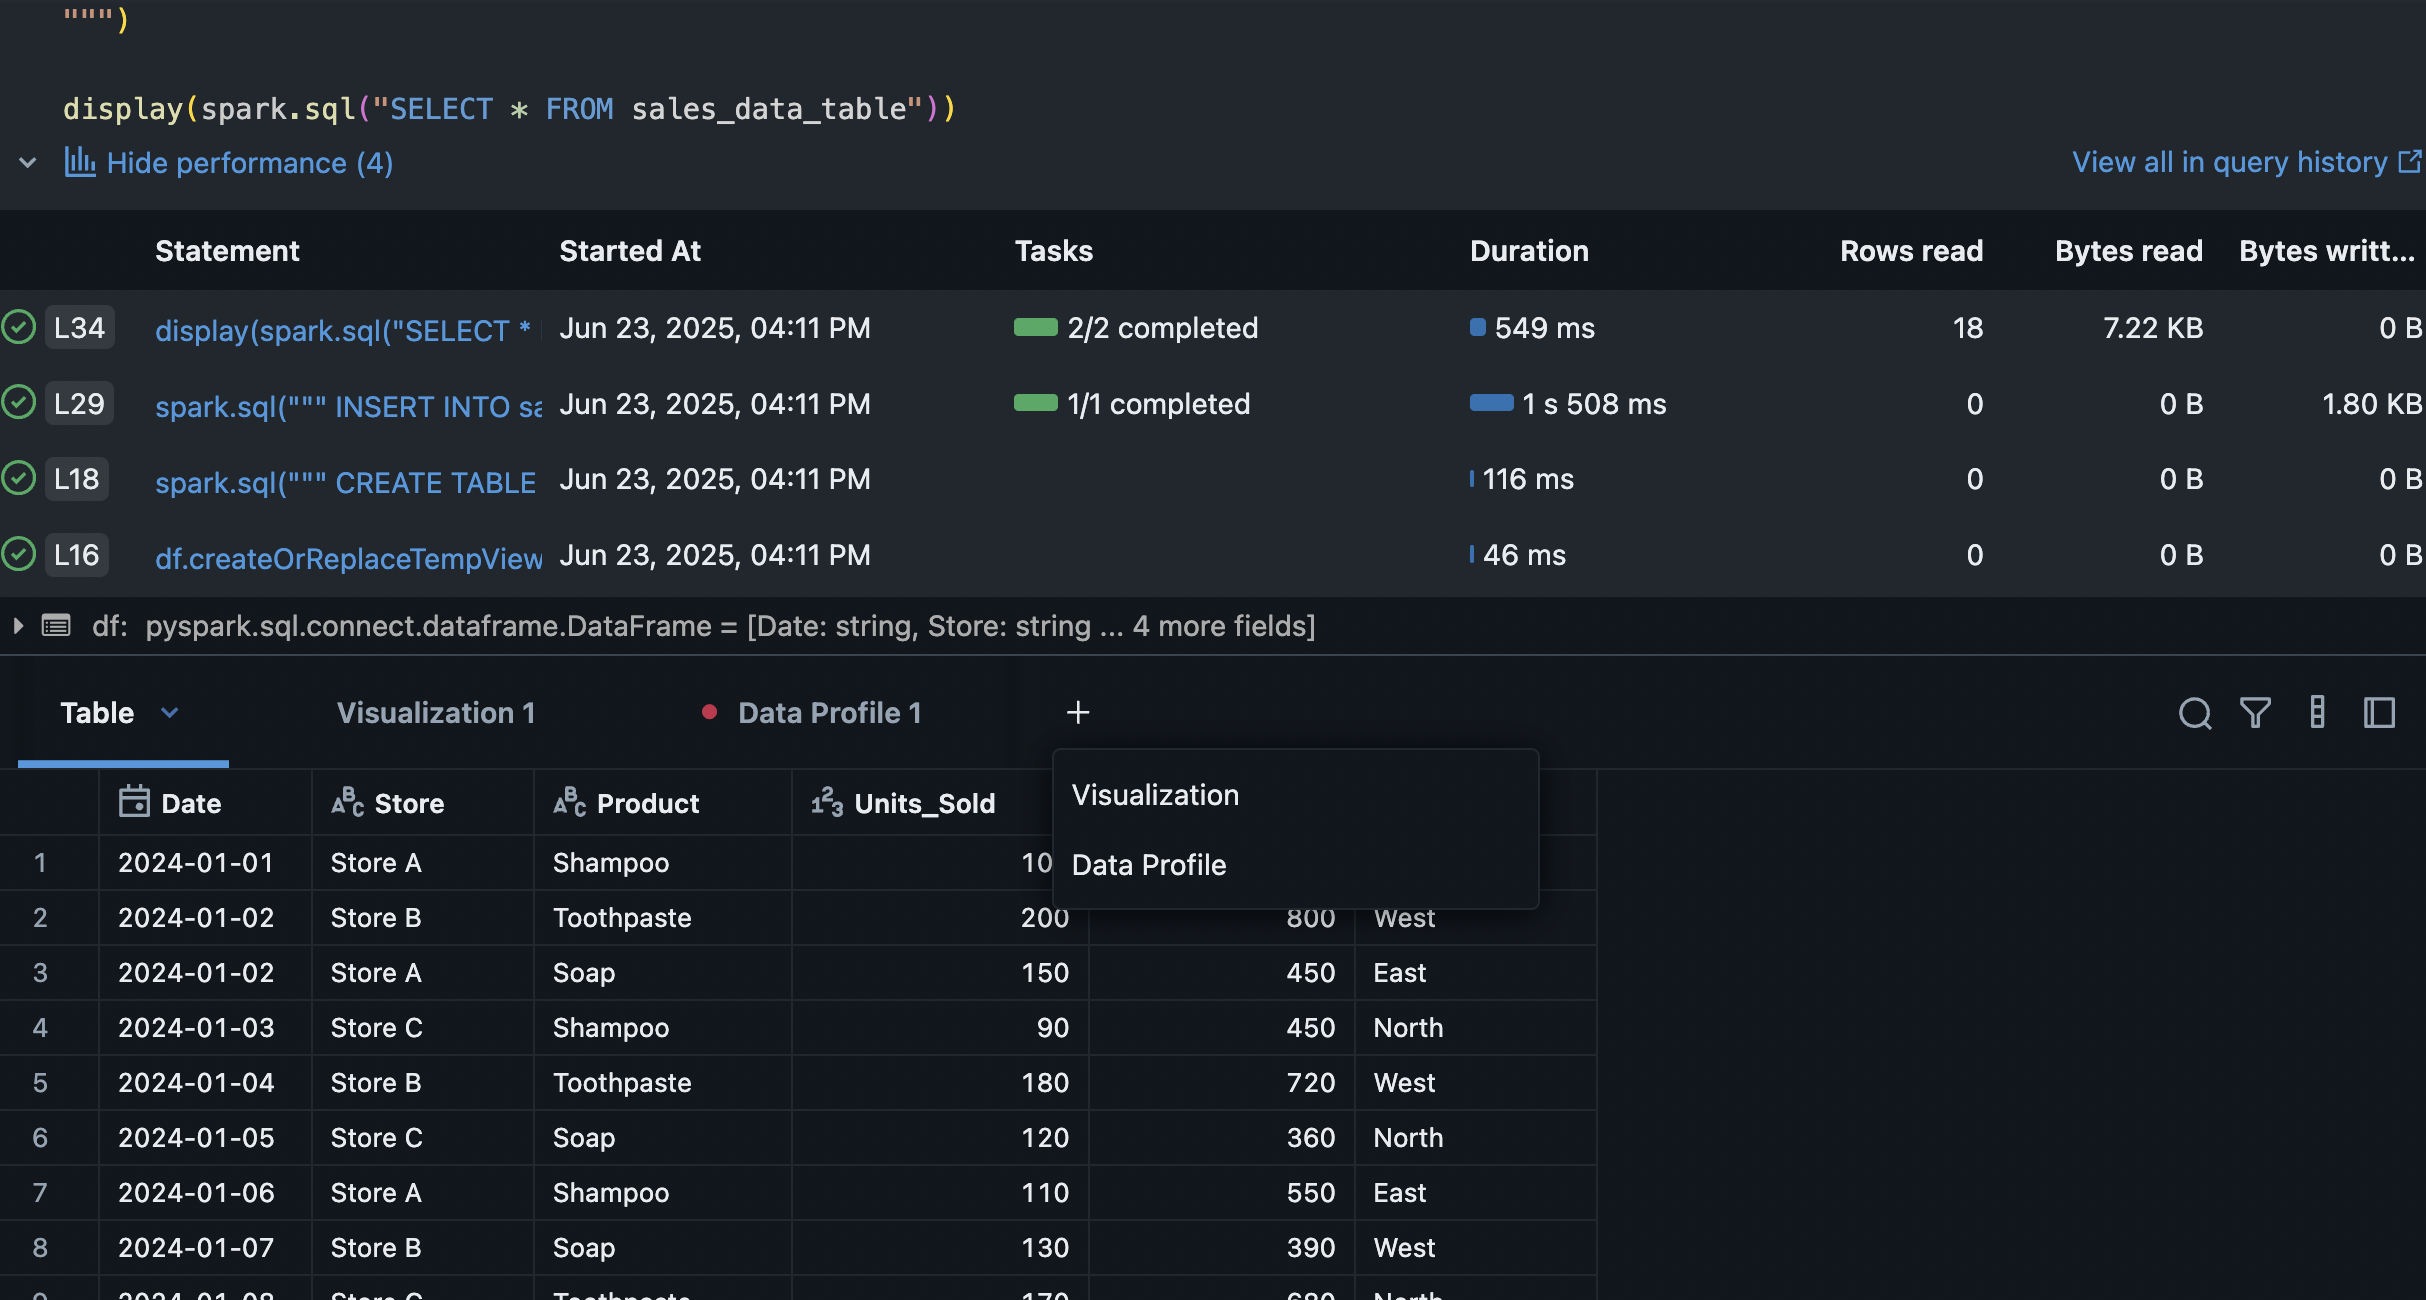 """)
display(spark.sql("SELECT * FROM sales_data_table"))
Hide performance (4)
View all in query history
Statement Started At Tasks Duration Rows read Bytes read Bytes writt...
L34 display(spark.sql("SELECT * Jun 23, 2025, 04:11 PM 2/2 completed 549 ms 18 7.22 KB 0 B
L29 spark.sql(""" INSERT INTO sa Jun 23, 2025, 04:11 PM 1/1 completed 1 s 508 ms 0 0 B 1.80 KB
L18 spark.sql(""" CREATE TABLE Jun 23, 2025, 04:11 PM 116 ms 0 0 B 0 B
L16 df.createOrReplaceTempView Jun 23, 2025, 04:11 PM 46 ms 0 0 B 0 B
df: pyspark.sql.connect.dataframe.DataFrame = [Date: string, Store: string ... 4 more fields]
Table Visualization 1 Data Profile 1 +
Visualization
Data Profile
Date Store Product Units_Sold
1 2024-01-01 Store A Shampoo 10
2 2024-01-02 Store B Toothpaste 200 800 West
3 2024-01-02 Store A Soap 150 450 East
4 2024-01-03 Store C Shampoo 90 450 North
5 2024-01-04 Store B Toothpaste 180 720 West
6 2024-01-05 Store C Soap 120 360 North
7 2024-01-06 Store A Shampoo 110 550 East
8 2024-01-07 Store B Soap 130 390 West
9 2024-01-08 Store C Toothpaste 170 680 North